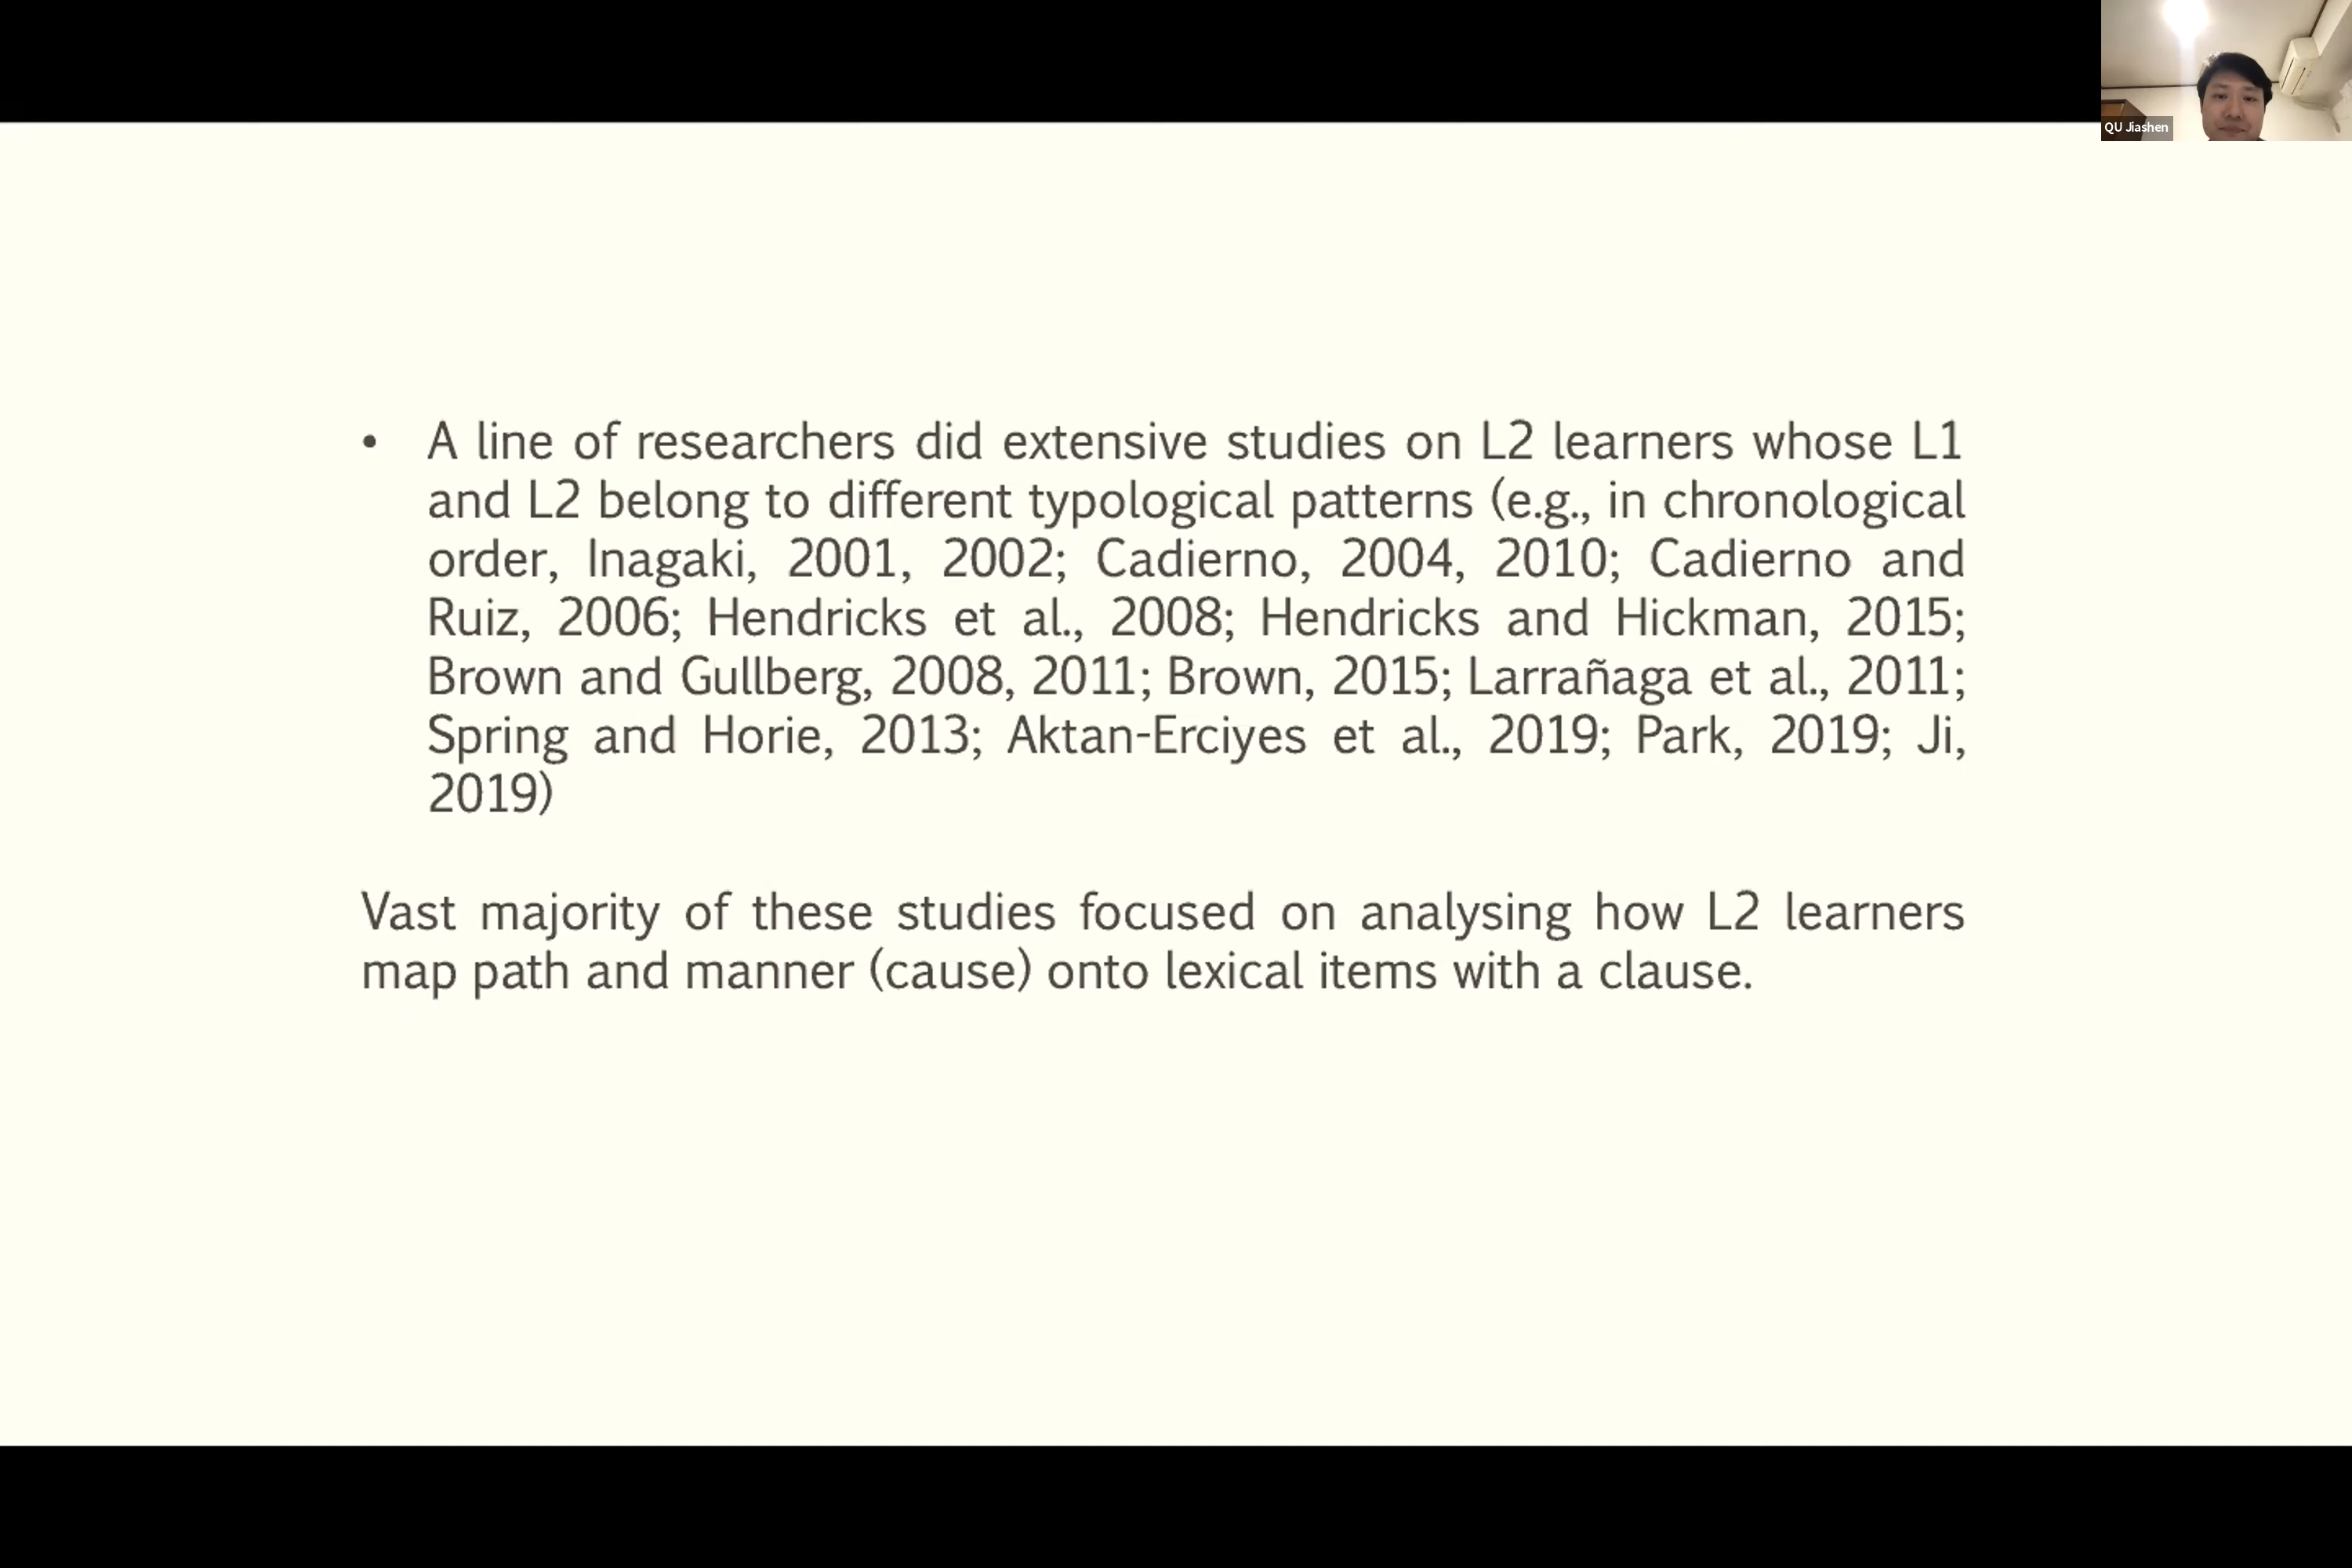 QU Jiashen
• A line of researchers did extensive studies on L2 learners whose L1
and L2 belong to different typological patterns (e.g., in chronological
order, Inagaki, 2001, 2002; Cadierno, 2004, 2010; Cadierno and
Ruiz, 2006; Hendricks et al., 2008; Hendricks and Hickman, 2015;
Brown and Gullberg, 2008, 2011; Brown, 2015; Larrañaga et al., 2011;
Spring and Horie, 2013; Aktan-Erciyes et al., 2019; Park, 2019; Ji,
2019)
Vast majority of these studies focused on analysing how L2 learners
map path and manner (cause) onto lexical items with a clause.